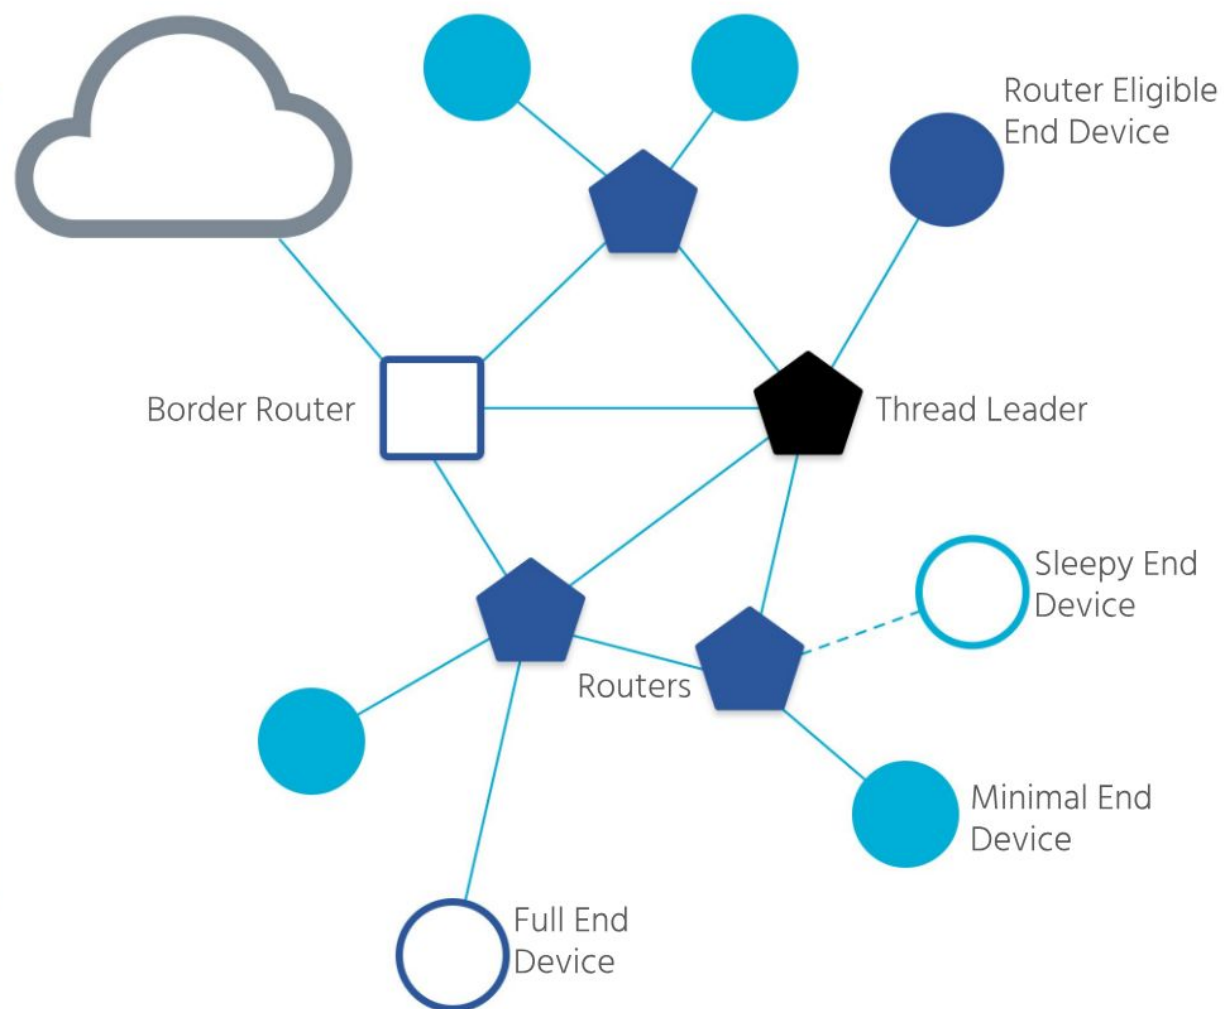 Router Eligible
End Device
Border Router
Thread Leader
Sleepy End
Device
Routers
Minimal End
Device
Full End
Device